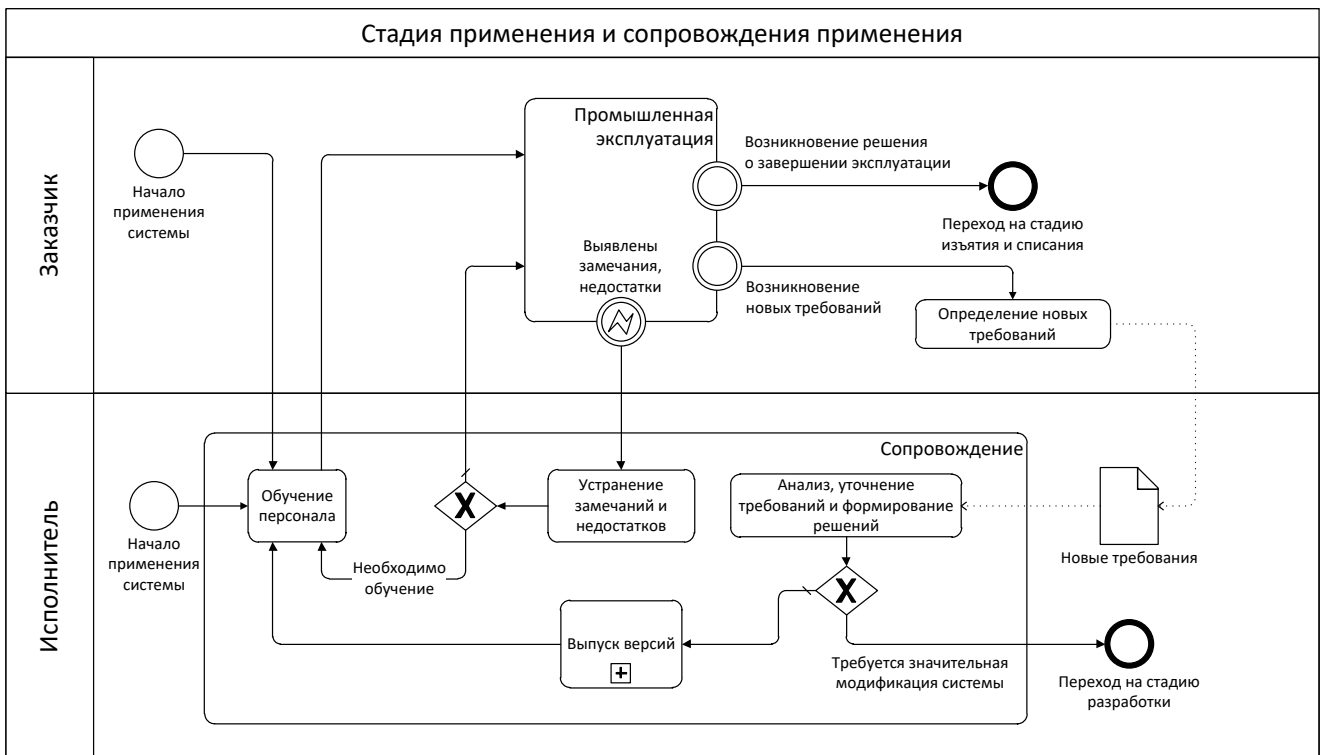 Стадия применения и сопровождения применения
Заказчик
Начало
применения
системы
Промышленная
эксплуатация
Возникновение решения
о завершении эксплуатации
Переход на стадию
изъятия и списания
Выявлены
замечания,
недостатки
Возникновение
новых требований
Определение новых
требований
Исполнитель
Сопровождение
Начало
применения
системы
Обучение
персонала
X
Устранение
замечаний и
недостатков
Анализ, уточнение
требований и формирование
решений
Новые требования
Необходимо
обучение
X
Выпуск версий
Требуется значительная
модификация системы
Переход на стадию
разработки